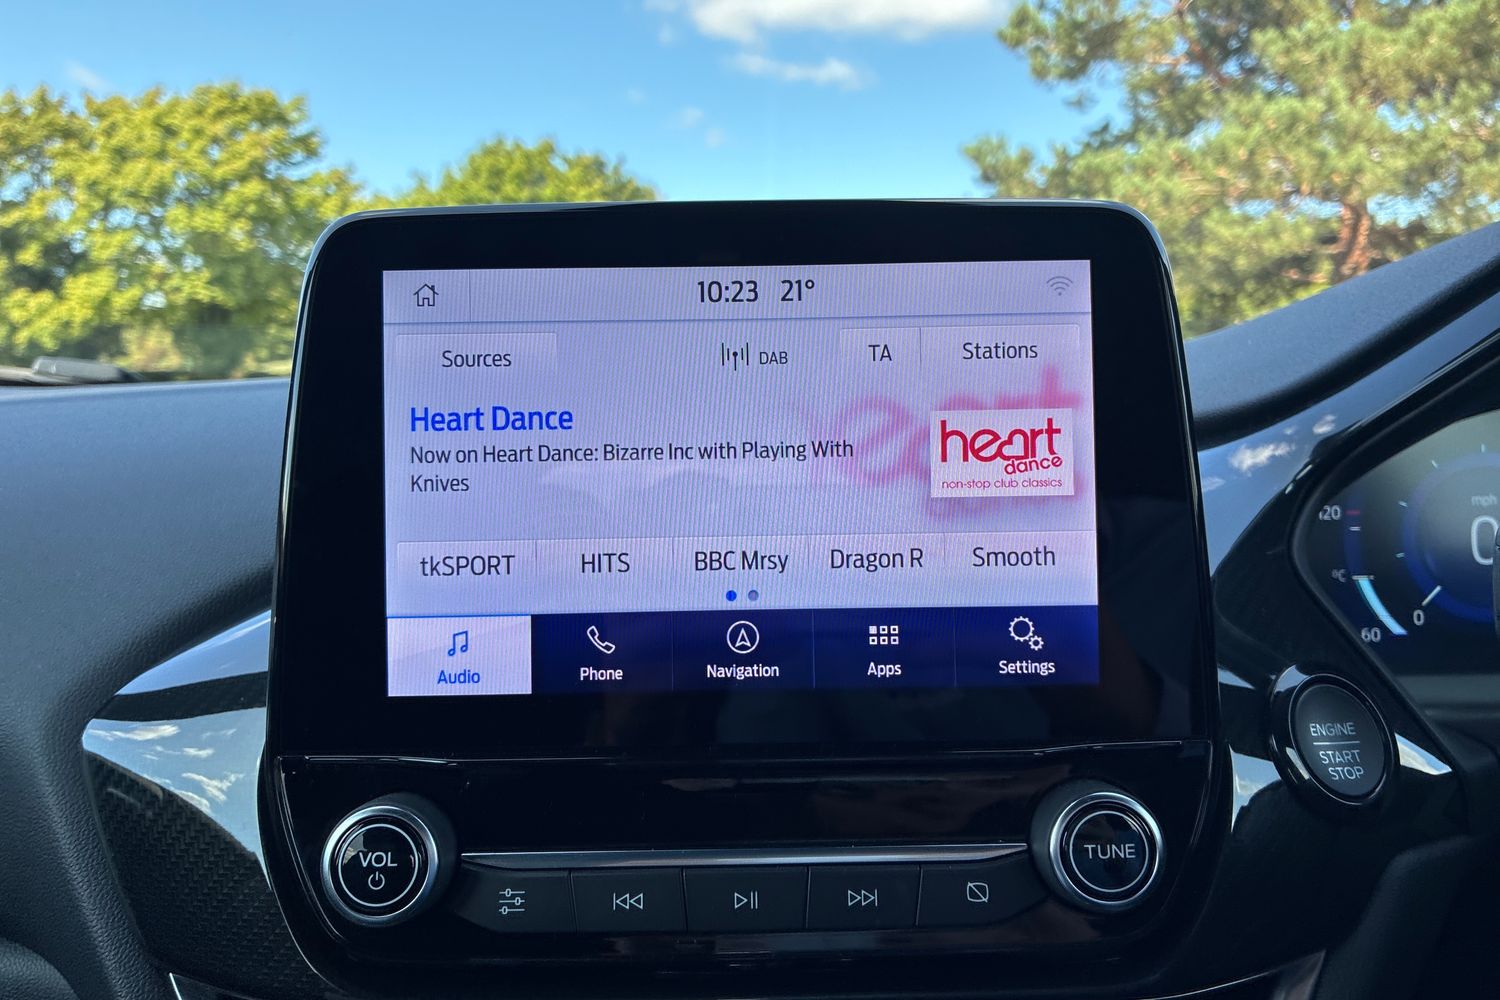 10:23 21°
Sources
DAB
TA
Stations
Heart Dance
Now on Heart Dance: Bizarre Inc with Playing With
Knives
heart
dance
non-stop club classics
tkSPORT
HITS
BBC Mrsy
Dragon R
Smooth
Audio
Phone
Navigation
Apps
Settings
VOL
TUNE
ENGINE
START
STOP
mph
120
0
°C
60
0